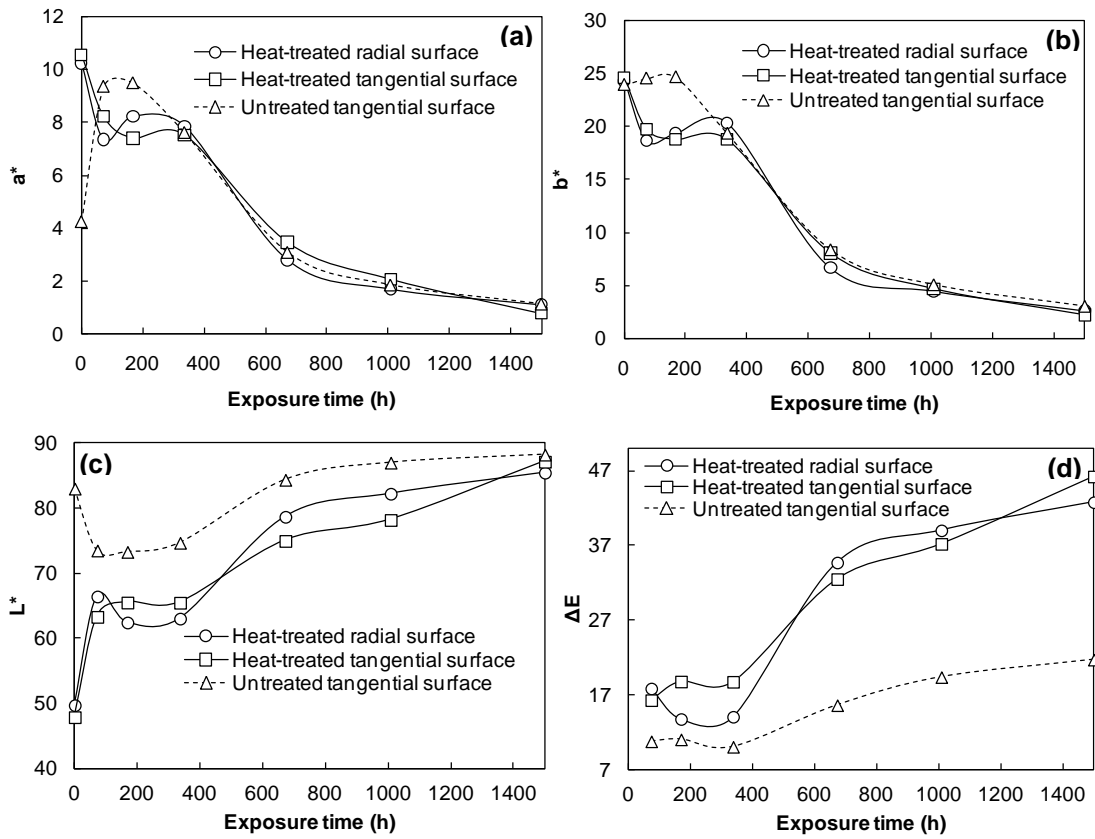 12
10
8
6
4
2
0
a*
(a)
Heat-treated radial surface
Heat-treated tangential surface
Untreated tangential surface
0 200 400 600 800 1000 1200 1400
Exposure time (h)
30
25
20
15
10
5
0
b*
(b)
Heat-treated radial surface
Heat-treated tangential surface
Untreated tangential surface
0 200 400 600 800 1000 1200 1400
Exposure time (h)
90
80
70
60
50
40
L*
(c)
Heat-treated radial surface
Heat-treated tangential surface
Untreated tangential surface
0 200 400 600 800 1000 1200 1400
Exposure time (h)
47
37
27
17
7
ΔE
(d)
Heat-treated radial surface
Heat-treated tangential surface
Untreated tangential surface
0 200 400 600 800 1000 1200 1400
Exposure time (h)